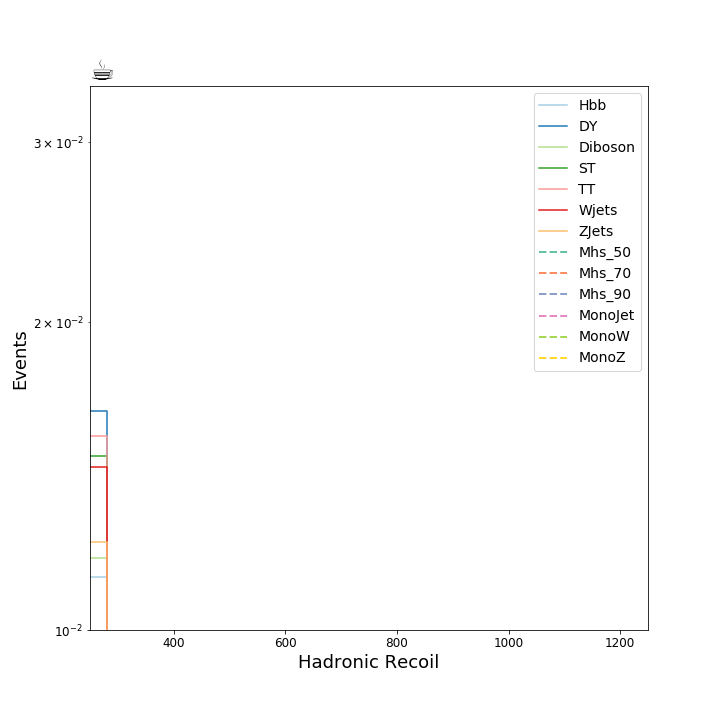 ☕
3 × 10⁻²
2 × 10⁻²
10⁻²
Events
400 600 800 1000 1200
Hadronic Recoil
Hbb
DY
Diboson
ST
TT
Wjets
ZJets
Mhs_50
Mhs_70
Mhs_90
MonoJet
MonoW
MonoZ